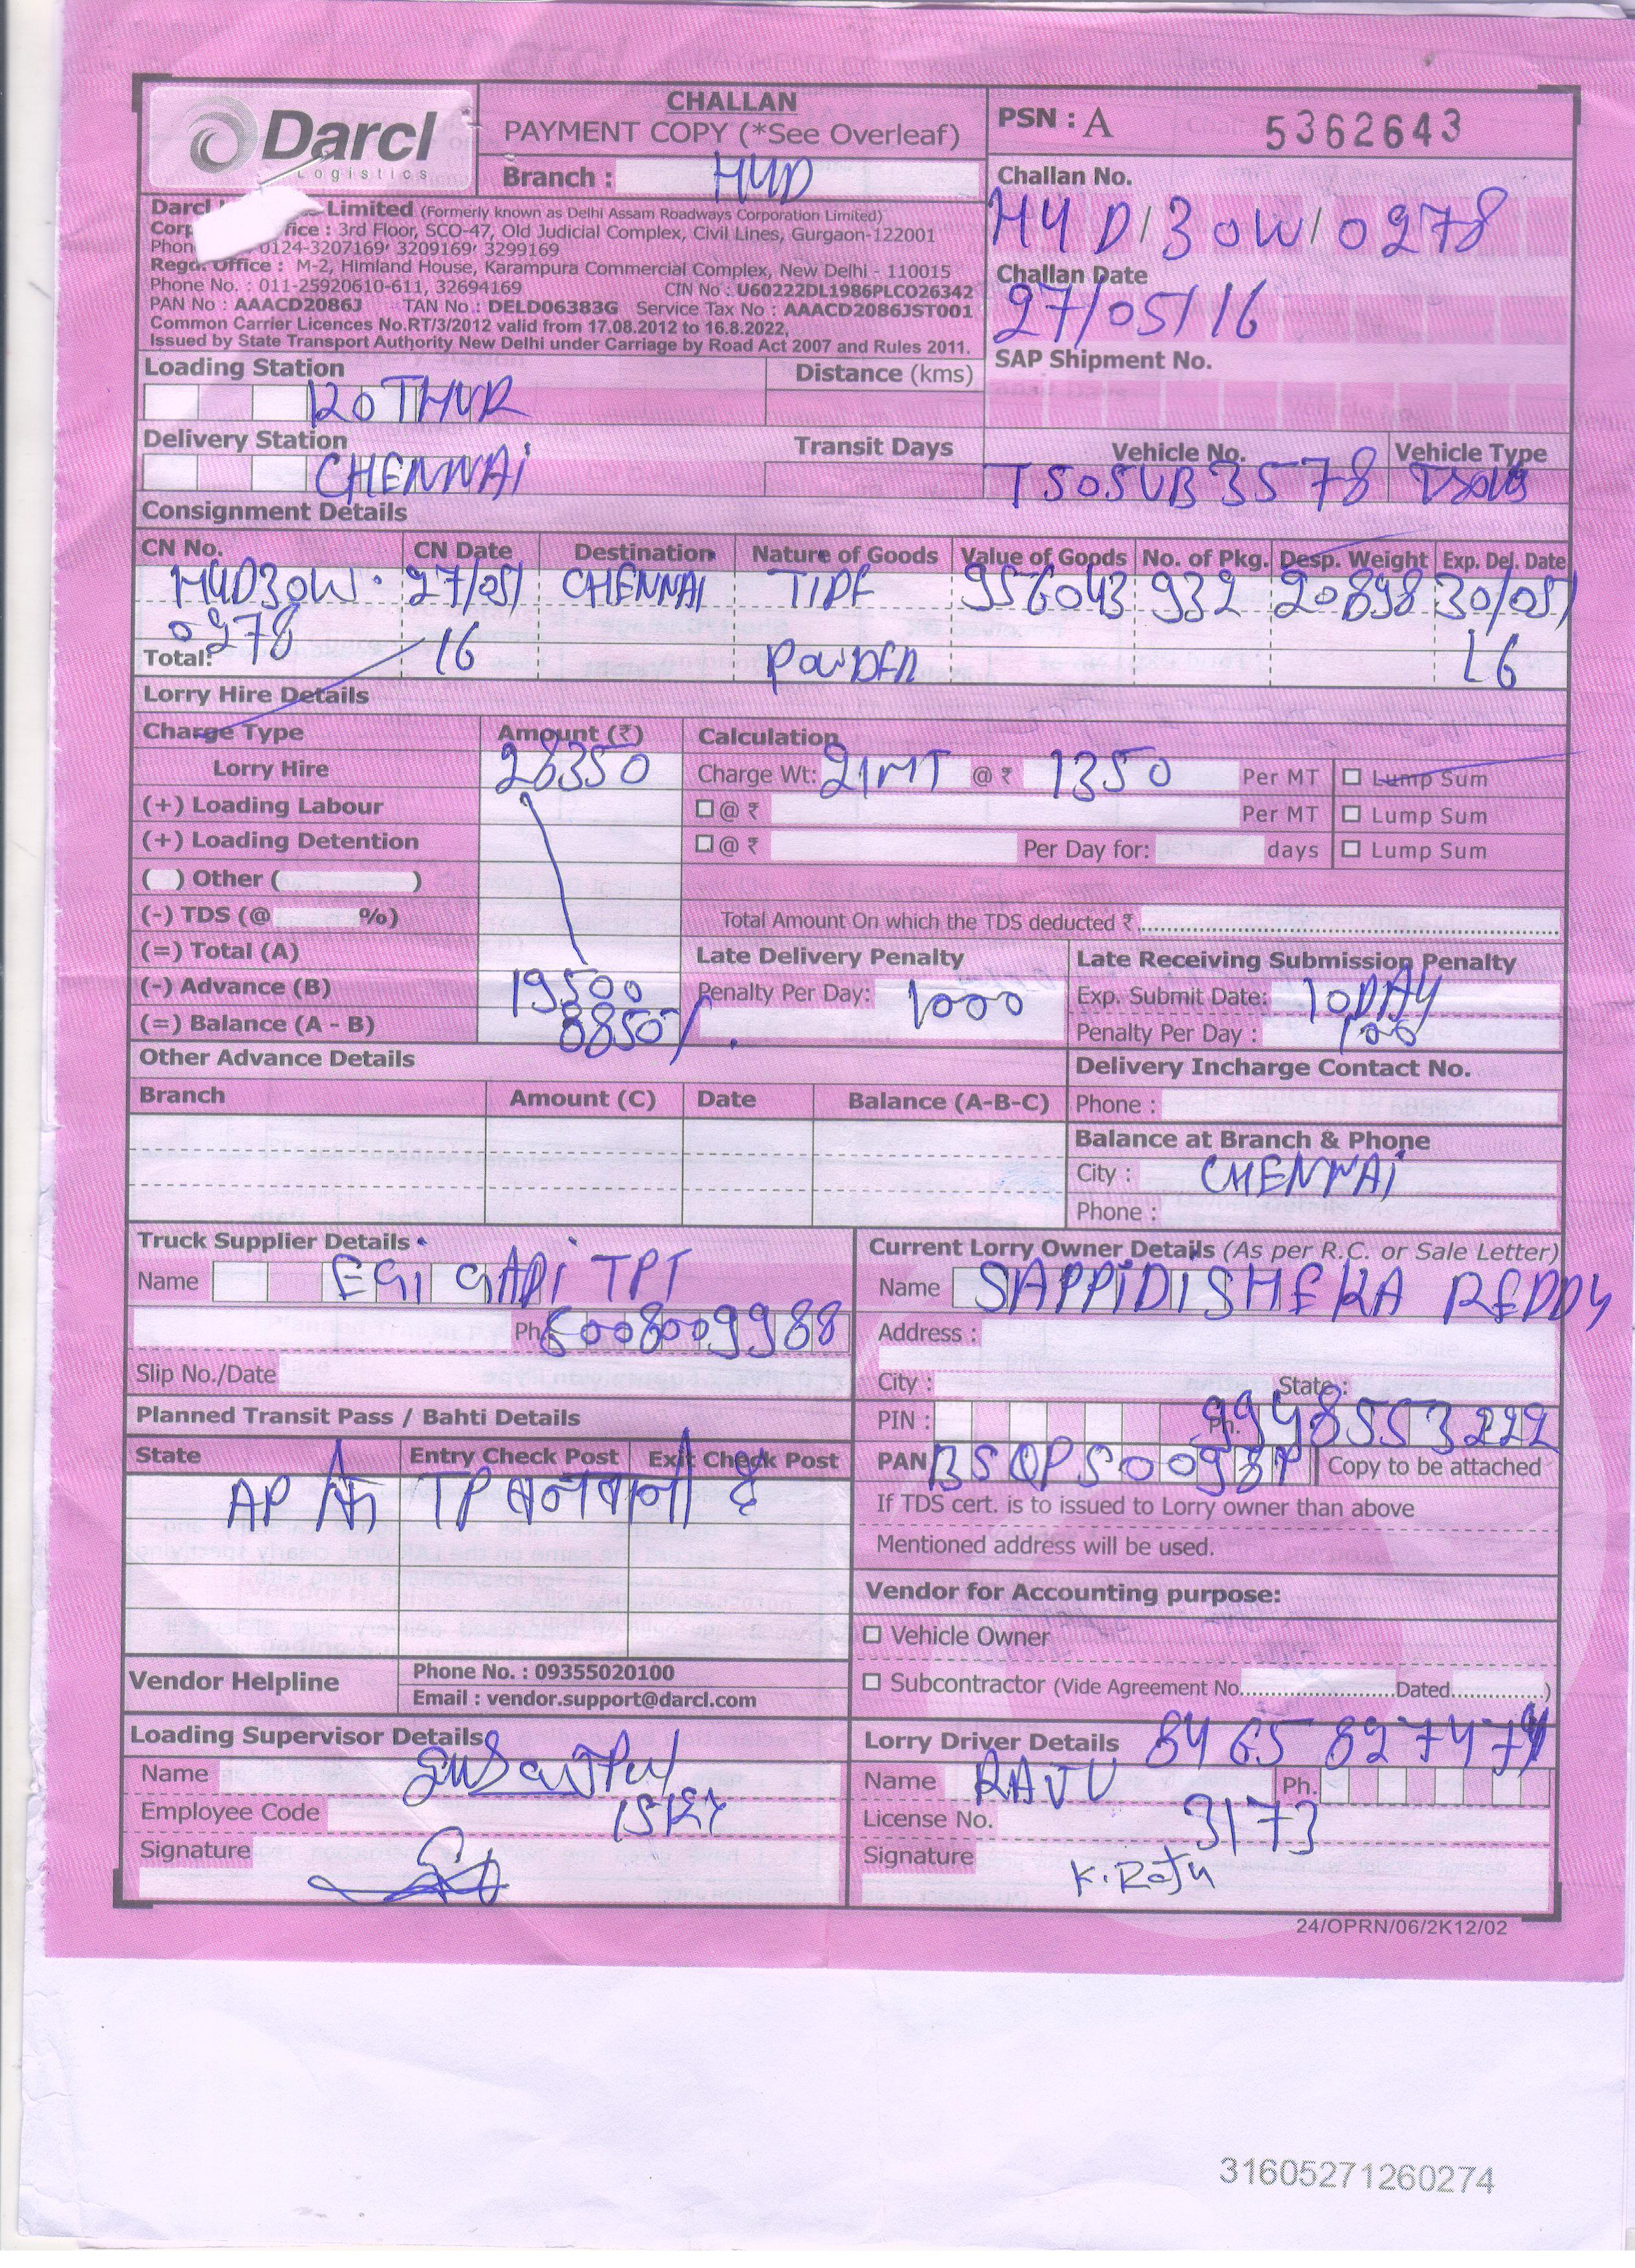 Darcl
Logistics
CHALLAN
PAYMENT COPY (*See Overleaf)
Branch : HYD
PSN : A 5362643
Darcl Limited (Formerly known as Delhi Assam Roadways Corporation Limited)
Corp fice : 3rd Floor, SCO-47, Old Judicial Complex, Civil Lines, Gurgaon-122001
Phon 0124-3207169, 3209169, 3299169
Regd. Office : M-2, Himland House, Karampura Commercial Complex, New Delhi - 110015
Phone No. : 011-25920610-611, 32694169 CIN No : U60222DL1986PLCO26342
PAN No : AAACD2086J TAN No : DELD06383G Service Tax No : AAACD2086JST001
Common Carrier Licences No.RT/3/2012 valid from 17.08.2012 to 16.8.2022,
Issued by State Transport Authority New Delhi under Carriage by Road Act 2007 and Rules 2011.
Challan No.
HYD/30W/0278
Challan Date
27/05/16
SAP Shipment No.
Loading Station Distance (kms)
KOTHUR
Delivery Station Transit Days Vehicle No. Vehicle Type
CHENNAi TS05UB3578
Consignment Details
CN No. CN Date Destination Nature of Goods Value of Goods No. of Pkg. Desp. Weight Exp. Del. Date
HYD30W 27/05/ CHENNAI TIDE 956043 932 20898 30/05/
0278 16 POWDER 16
Total:
Lorry Hire Details
Charge Type Amount (₹) Calculation
Lorry Hire 28350 Charge Wt: 21MT @ ₹ 1350 Per MT Lump Sum
(+) Loading Labour @ ₹ Per MT Lump Sum
(+) Loading Detention @ ₹ Per Day for: days Lump Sum
( ) Other ( )
(-) TDS (@ %) Total Amount On which the TDS deducted ₹
(=) Total (A) Late Delivery Penalty Late Receiving Submission Penalty
(-) Advance (B) 19500 Penalty Per Day: 1000 Exp. Submit Date: 10DAY
(=) Balance (A - B) 8850/ Penalty Per Day : 100
Other Advance Details Delivery Incharge Contact No.
Branch Amount (C) Date Balance (A-B-C) Phone :
Balance at Branch & Phone
City : CHENNAi
Phone :
Truck Supplier Details Current Lorry Owner Details (As per R.C. or Sale Letter)
Name TPT Name SAPPiDi SHEKA REDDY
Ph 8008009988 Address :
Slip No./Date City : State :
Planned Transit Pass / Bahti Details PIN : Ph. 9948553222
State Entry Check Post Exit Check Post PAN BSQPS0098P Copy to be attached
AP TP If TDS cert. is to issued to Lorry owner than above
Mentioned address will be used.
Vendor for Accounting purpose:
Vehicle Owner
Vendor Helpline Phone No. : 09355020100
Email : vendor.support@darcl.com
Subcontractor (Vide Agreement No. Dated )
Loading Supervisor Details Lorry Driver Details
Name Name RAJU Ph.
Employee Code License No. 3173
Signature Signature K. Raju
24/OPRN/06/2K12/02
31605271260274